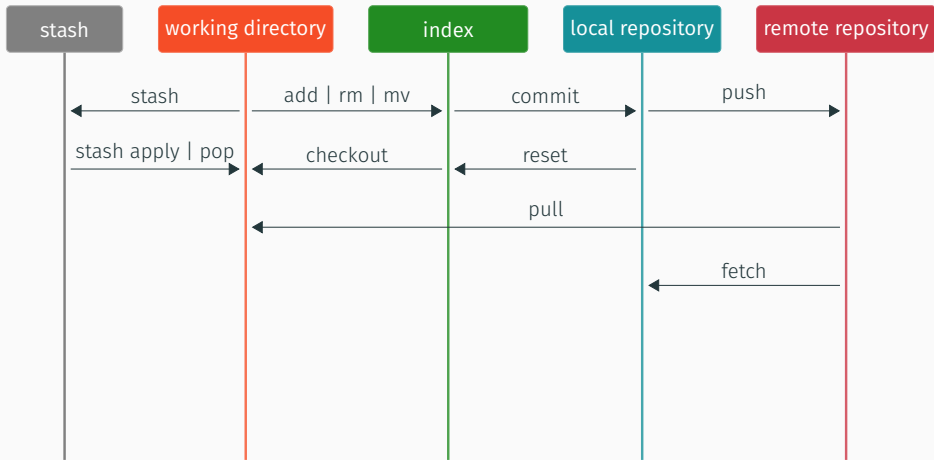 stash
working directory
index
local repository
remote repository
stash
add | rm | mv
commit
push
stash apply | pop
checkout
reset
pull
fetch